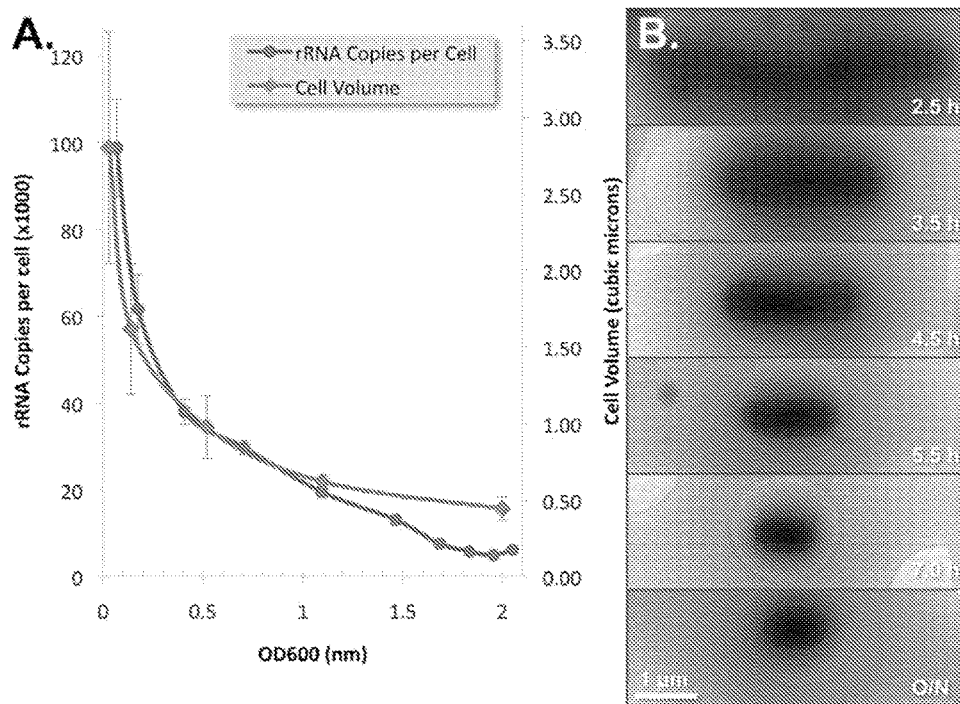 A.
rRNA Copies per Cell
Cell Volume
rRNA Copies per cell (x1000)
120
100
80
60
40
20
0
0
0.5
1
1.5
2
OD600 (nm)
3.50
3.00
2.50
2.00
1.50
1.00
0.50
0.00
Cell Volume (cubic microns)
B.
2.5 h
3.5 h
4.5 h
5.5 h
7.0 h
O/N
1 um